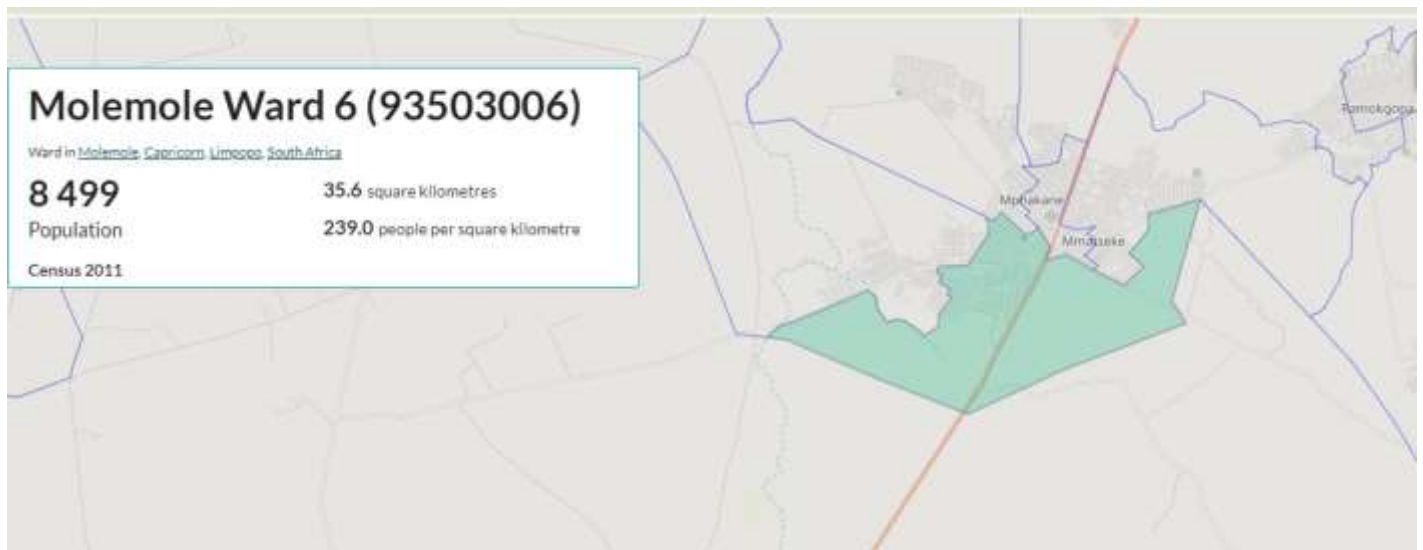 Molemole Ward 6 (93503006)
Ward in Molemole, Capricorn, Limpopo, South Africa
8 499
Population
35.6 square kilometres
239.0 people per square kilometre
Census 2011
Mphakane
Mmaseke